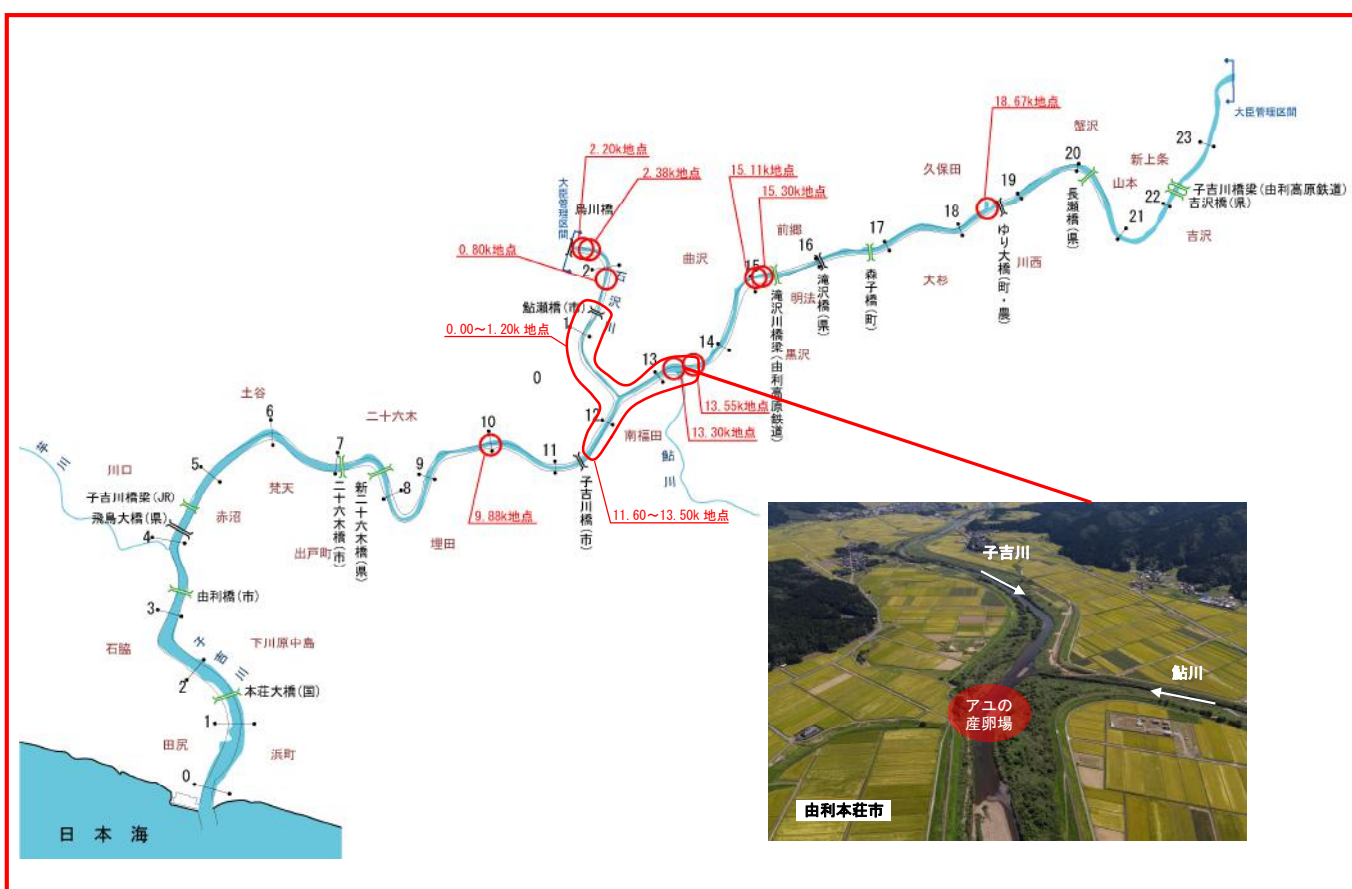 18.67k地点
大臣管理区間
蟹沢
23
新上条
2.20k地点
15.11k地点
久保田
20
2.38k地点
15.30k地点
19
山本
22
子吉川橋梁(由利高原鉄道)
吉沢橋(県)
大臣管理区間
鳥川橋
前郷
18
長瀬橋(県)
21
吉沢
0.80k地点
2
石沢川
曲沢
15
16
17
ゆり大橋(町・農)
川西
大杉
鮎瀬橋(市)
明法
滝沢橋(県)
森子橋(町)
滝沢川橋梁(由利高原鉄道)
0.00~1.20k 地点
1
14
黒沢
13
0
13.55k地点
12
13.30k地点
南福田
土谷
6
二十六木
10
鮎川
11
7
9
芋川
川口
5
梵天
8
子吉川橋梁(JR)
飛鳥大橋(県)
赤沼
9.88k地点
11.60~13.50k 地点
子吉川橋(市)
4
出戸町
二十六木橋(市)
新二十六木橋(県)
埋田
由利橋(市)
3
石脇
子吉川
下川原中島
2
本荘大橋(国)
1
田尻
浜町
0
日本海
子吉川
鮎川
アユの
産卵場
由利本荘市